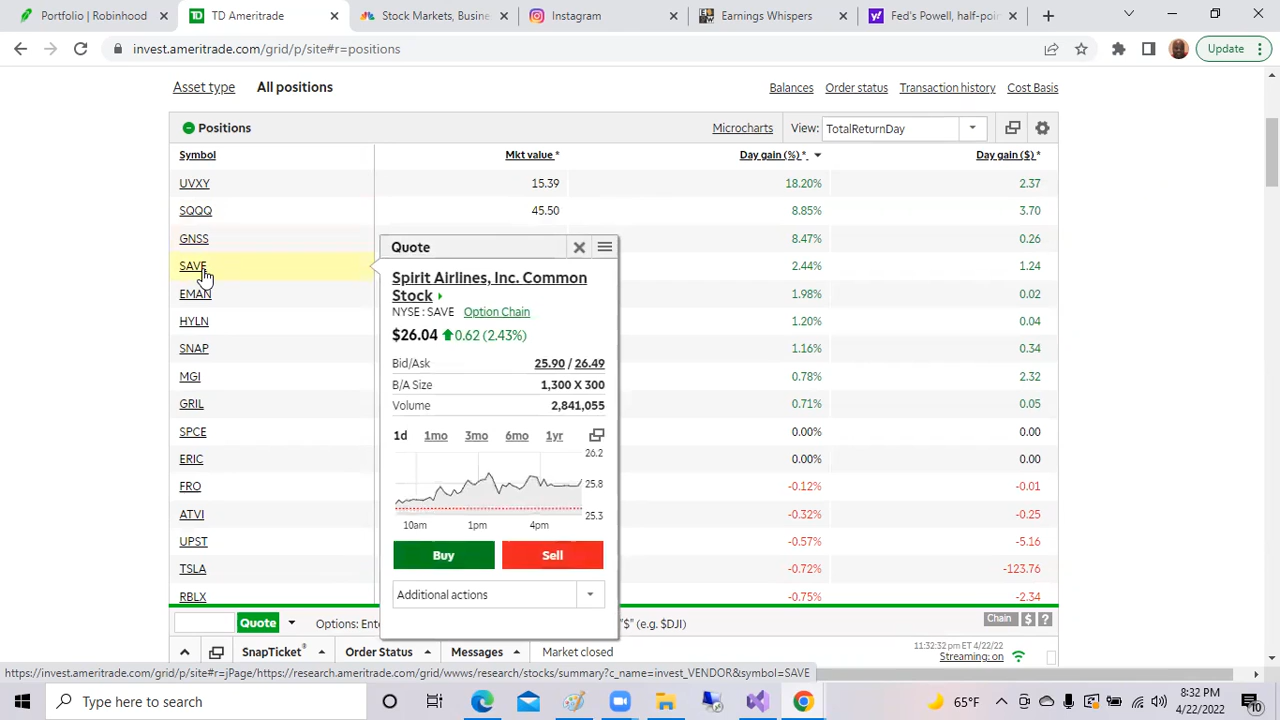 Portfolio | Robinhood
TD Ameritrade
Stock Markets, Busine
Instagram
Earnings Whispers
Fed's Powell, half-poi
invest.ameritrade.com/grid/p/site#r=positions
Update
Asset type
All positions
Balances
Order status
Transaction history
Cost Basis
Positions
Microcharts
View:
TotalReturnDay
Symbol
Mkt value *
Day gain (%) *
Day gain ($) *
UVXY 15.39 18.20% 2.37
SQQQ 45.50 8.85% 3.70
GNSS 8.47% 0.26
SAVE 2.44% 1.24
EMAN 1.98% 0.02
HYLN 1.20% 0.04
SNAP 1.16% 0.34
MGI 0.78% 2.32
GRIL 0.71% 0.05
SPCE 0.00% 0.00
ERIC 0.00% 0.00
FRO -0.12% -0.01
ATVI -0.32% -0.25
UPST -0.57% -5.16
TSLA -0.72% -123.76
RBLX -0.75% -2.34
Quote
Spirit Airlines, Inc. Common
Stock
NYSE : SAVE Option Chain
$26.04 0.62 (2.43%)
Bid/Ask 25.90 / 26.49
B/A Size 1,300 X 300
Volume 2,841,055
1d 1mo 3mo 6mo 1yr
26.2
25.8
25.3
10am 1pm 4pm
Buy Sell
Additional actions
Quote
Options: Ente
"$" (e.g. $DJI)
Chain $ ?
SnapTicket®
Order Status
Messages
Market closed
11:32:32 pm ET 4/22/22
Streaming: on
https://invest.ameritrade.com/grid/p/site#r=jPage/https://research.ameritrade.com/grid/wwws/research/stocks/summary?c_name=invest_VENDOR&symbol=SAVE
Type here to search
65°F
8:32 PM
4/22/2022
10